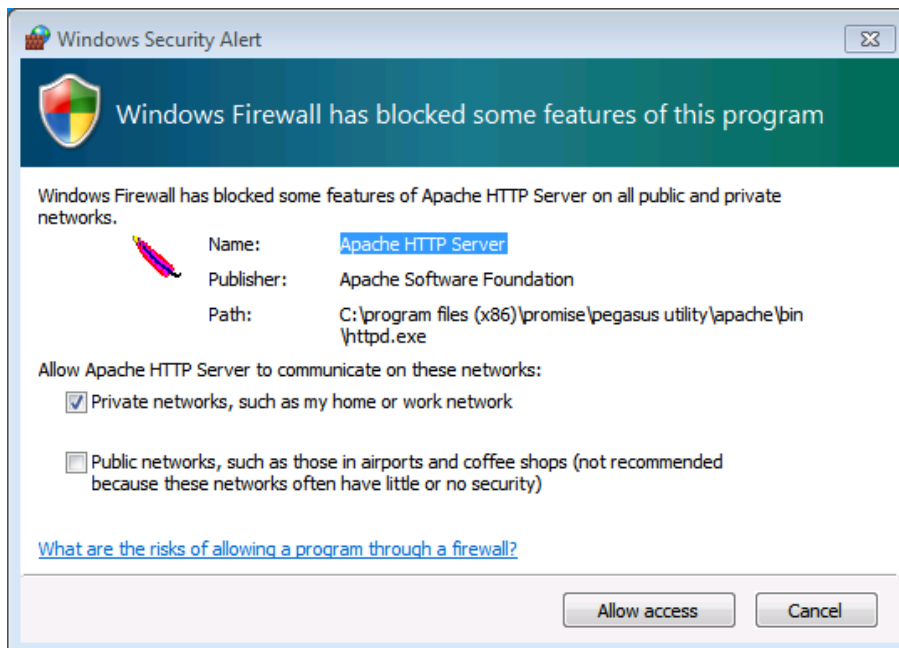 Windows Security Alert
Windows Firewall has blocked some features of this program
Windows Firewall has blocked some features of Apache HTTP Server on all public and private
networks.
Name: Apache HTTP Server
Publisher: Apache Software Foundation
Path: C:\program files (x86)\promise\pegasus utility\apache\bin
\httpd.exe
Allow Apache HTTP Server to communicate on these networks:
Private networks, such as my home or work network
Public networks, such as those in airports and coffee shops (not recommended
because these networks often have little or no security)
What are the risks of allowing a program through a firewall?
Allow access Cancel